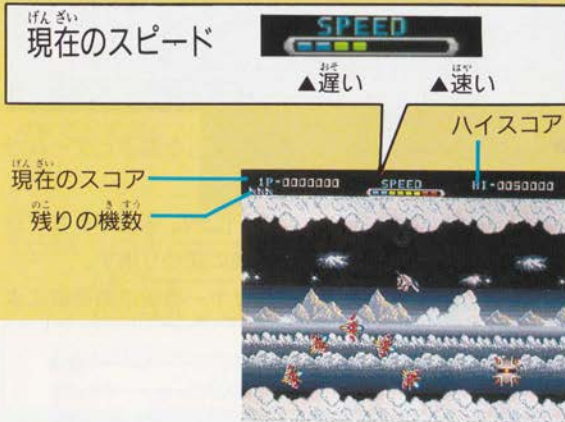 げんざい
現在のスピード
SPEED
おそ
▲遅い
はや
▲速い
ハイスコア
げんざい
現在のスコア
のこ きすう
残りの機数
1P-0000000 SPEED HI-0050000